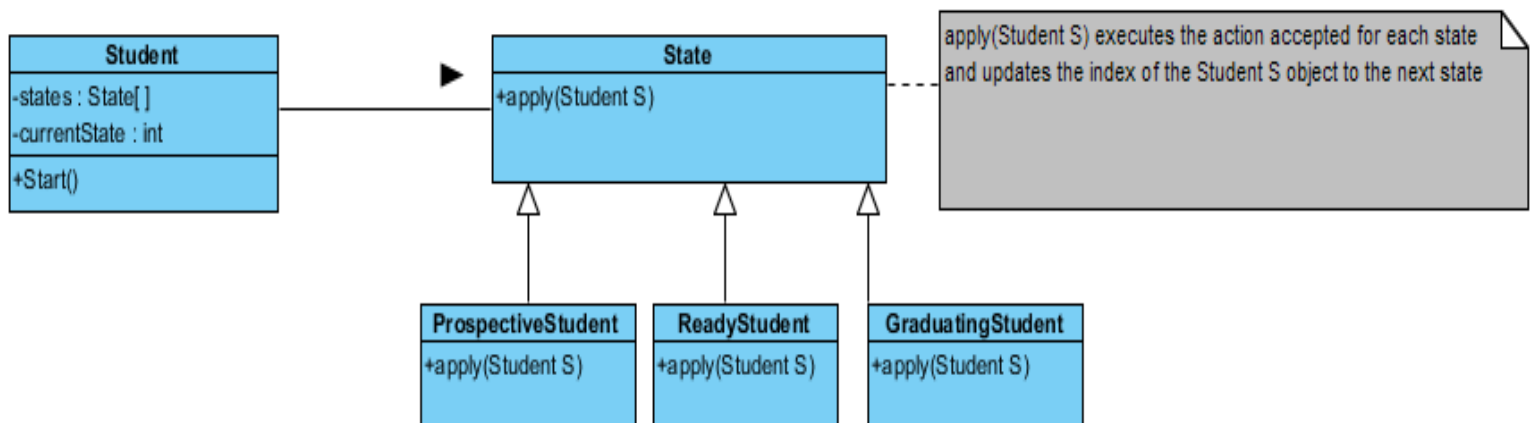 Student
-states : State[ ]
-currentState : int
+Start()
State
+apply(Student S)
apply(Student S) executes the action accepted for each state
and updates the index of the Student S object to the next state
ProspectiveStudent
+apply(Student S)
ReadyStudent
+apply(Student S)
GraduatingStudent
+apply(Student S)